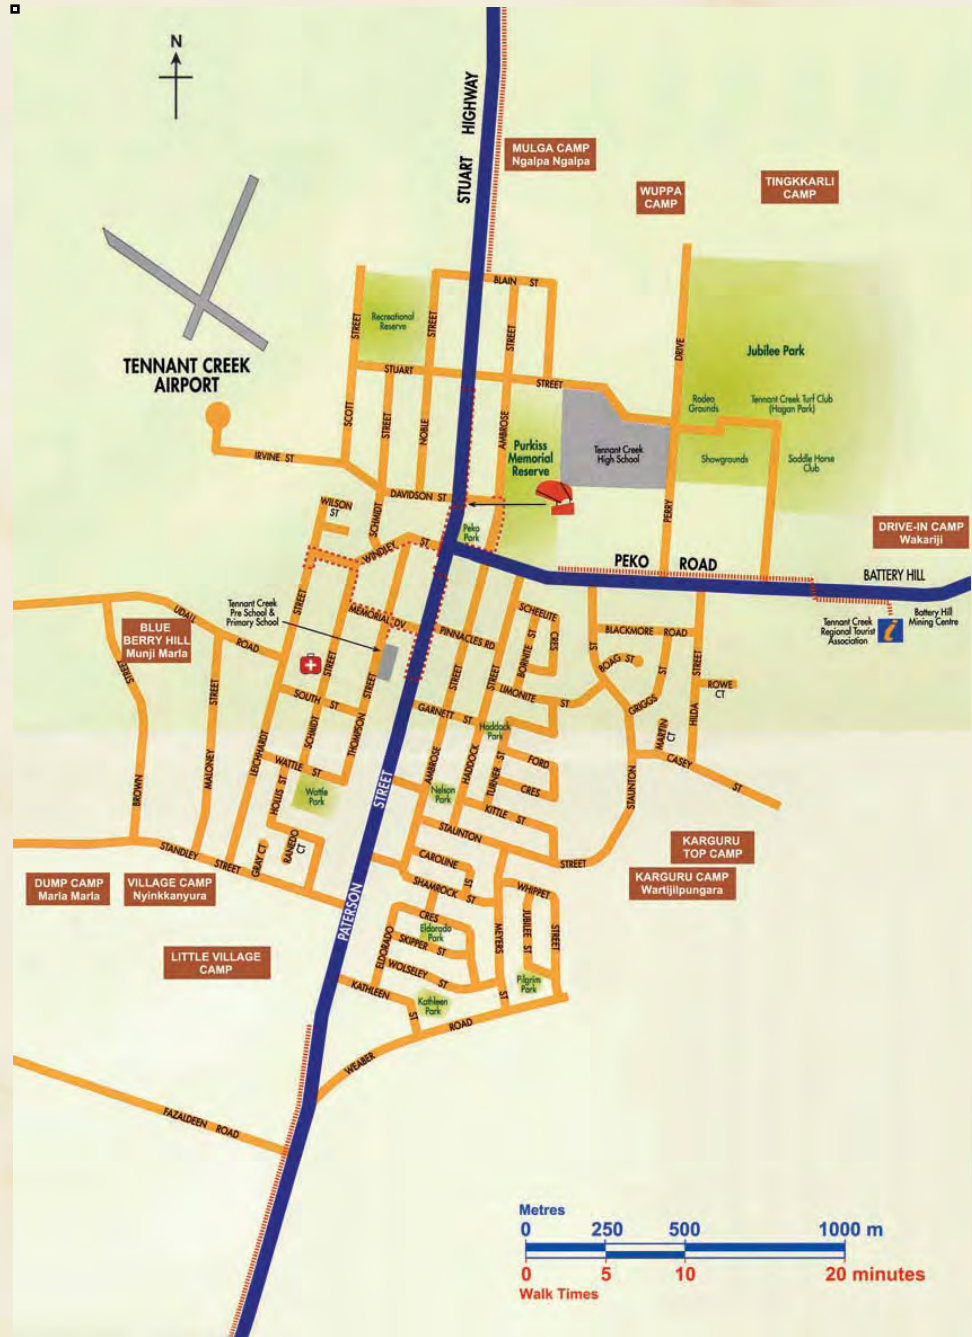 N
STUART HIGHWAY
MULGA CAMP
Ngalpa Ngalpa
WUPPA
CAMP
TINGKKARLI
CAMP
BLAIN ST
Recreational
Reserve
STREET
STREET
STREET
DRIVE
Jubilee Park
TENNANT CREEK
AIRPORT
STUART
STREET
SCOTT
STREET
NOBLE
AMBROSE
Rodeo
Grounds
Tennant Creek Turf Club
(Hagan Park)
Purkiss
Memorial
Reserve
Tennant Creek
High School
Showgrounds
Saddle Horse
Club
IRVINE ST
DAVIDSON ST
WILSON
ST
SCHMIDT
PERRY
Peko
Park
DRIVE-IN CAMP
Wakariji
WINDLEY ST
PEKO ROAD
BATTERY HILL
Tennant Creek
Pre School &
Primary School
Tennant Creek
Regional Tourist
Association
i
Battery Hill
Mining Centre
UDALL ROAD
BLUE
BERRY HILL
Munji Marla
STREET
MEMORIAL DV
PINNACLES RD
SCHEELITE
CRES
BORNITE ST
ST
BLACKMORE ROAD
BOAG ST
STREET
STREET
STREET
STREET
STREET
STREET
STREET
SOUTH ST
LIMONITE ST
GRIGGS ST
ROWE
CT
GARNETT ST
Haddock
Park
HILDA
MARTIN
CT
CASEY ST
LEICHHARDT
SCHMIDT
THOMPSON
AMBROSE
HADDOCK
TURNER ST
FORD
CRES
BROWN
MALONEY
WATTLE ST
HOLLIS ST
Wattle
Park
STREET
Nelson
Park
KITTLE ST
STAUNTON
STAUNTON
STREET
STANDLEY STREET
GRAY CT
RANEDO
CT
CAROLINE
ST
KARGURU
TOP CAMP
KARGURU CAMP
Wartijilpungara
DUMP CAMP
Marla Marla
VILLAGE CAMP
Nyinkkanyura
SHAMROCK ST
WHIPPET
STREET
JUBILEE ST
MEYERS
ST
PATERSON
CRES
Eldorado
Park
ELDORADO
SKIPPER ST
WOLSELEY ST
LITTLE VILLAGE
CAMP
KATHLEEN
ST
Kathleen
Park
Pilgrim
Park
WEABER ROAD
FAZALDEEN ROAD
Metres
0 250 500 1000 m
0 5 10 20 minutes
Walk Times